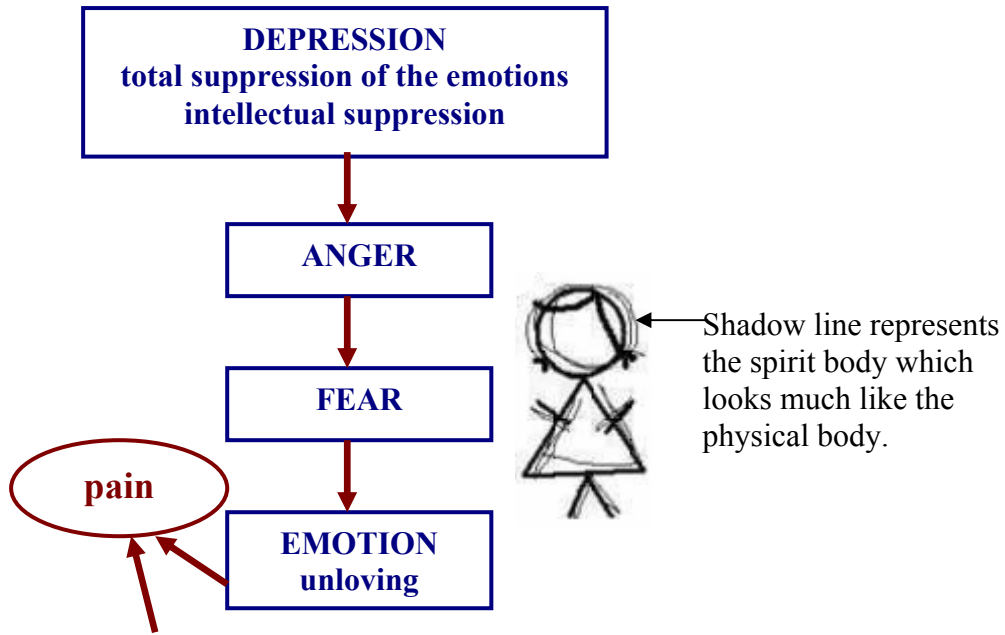 DEPRESSION
total suppression of the emotions
intellectual suppression
ANGER
FEAR
Shadow line represents
the spirit body which
looks much like the
physical body.
pain
EMOTION
unloving